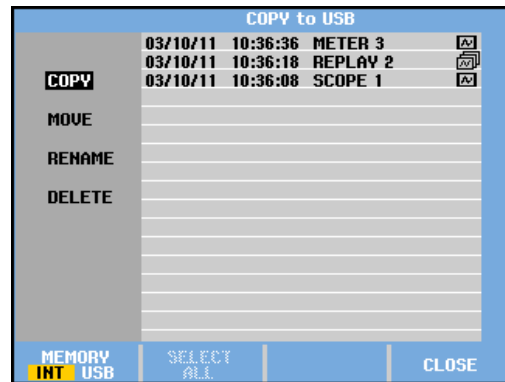 COPY to USB
03/10/11 10:36:36 METER 3
03/10/11 10:36:18 REPLAY 2
03/10/11 10:36:08 SCOPE 1
COPY
MOVE
RENAME
DELETE
MEMORY
INT USB
SELECT
ALL
CLOSE